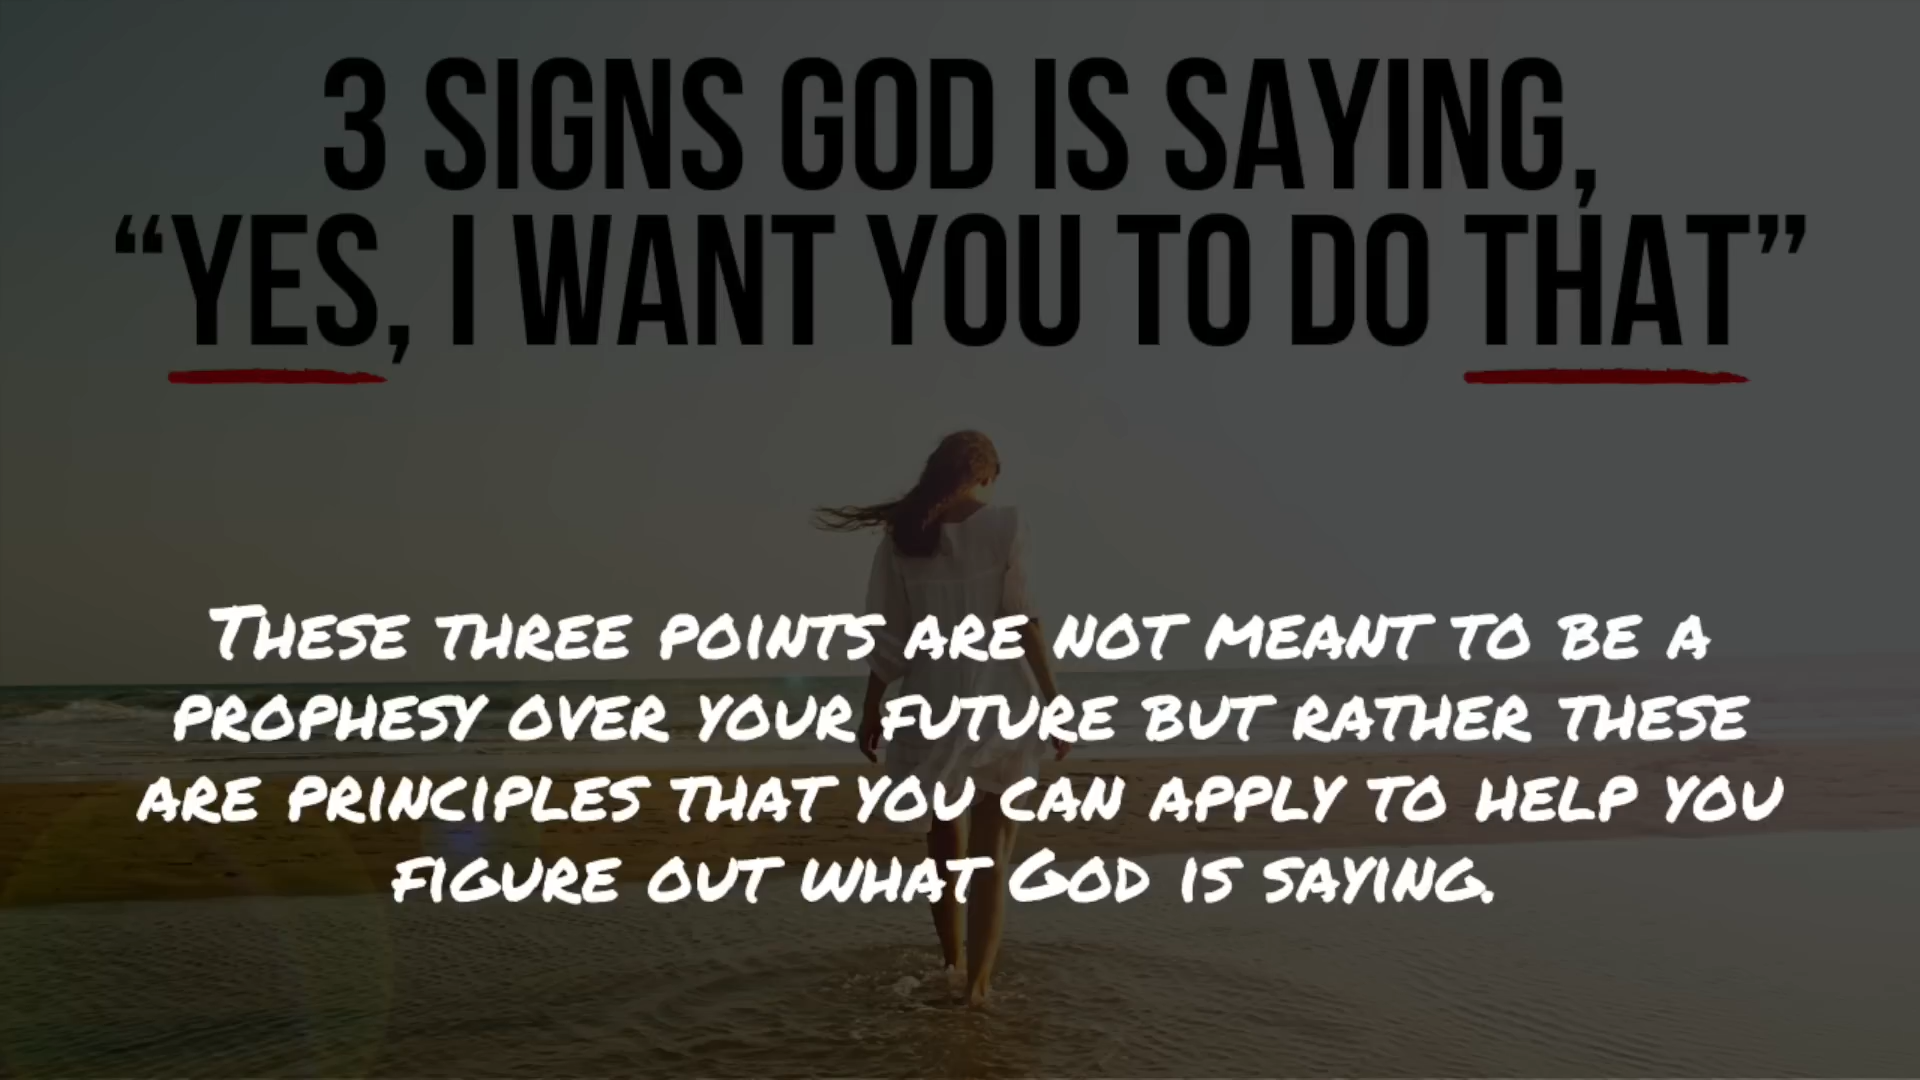 3 SIGNS GOD IS SAYING,
“YES, I WANT YOU TO DO THAT”
THESE THREE POINTS ARE NOT MEANT TO BE A
PROPHESY OVER YOUR FUTURE BUT RATHER THESE
ARE PRINCIPLES THAT YOU CAN APPLY TO HELP YOU
FIGURE OUT WHAT GOD IS SAYING.